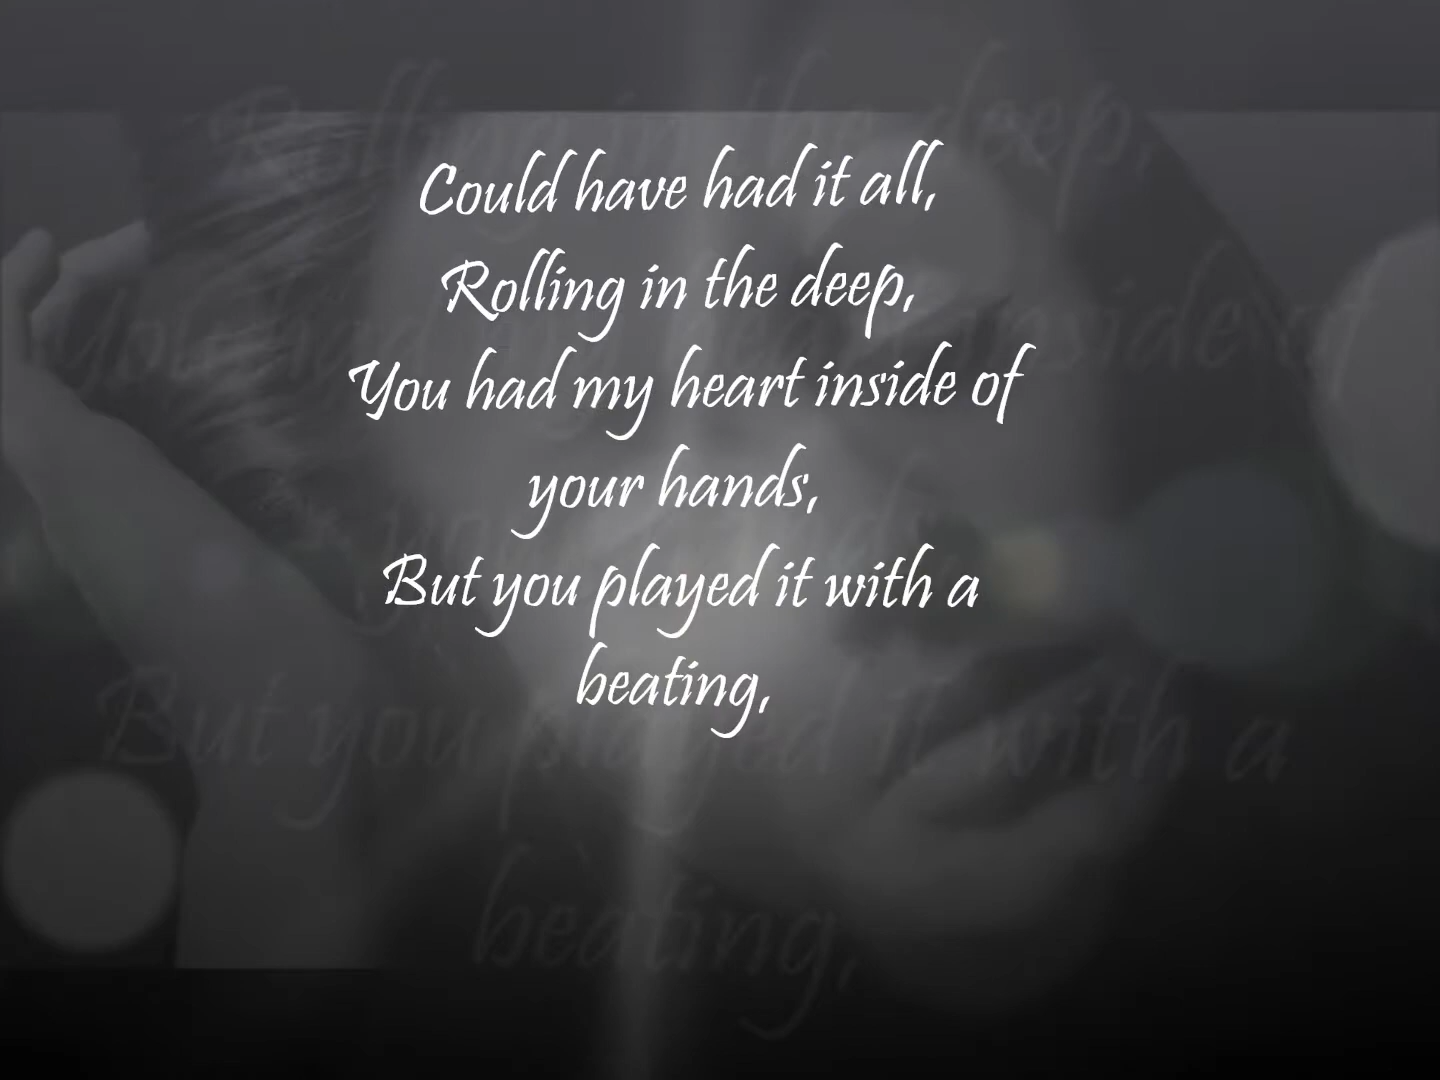 Could have had it all,
Rolling in the deep,
You had my heart inside of
your hands,
But you played it with a
beating,